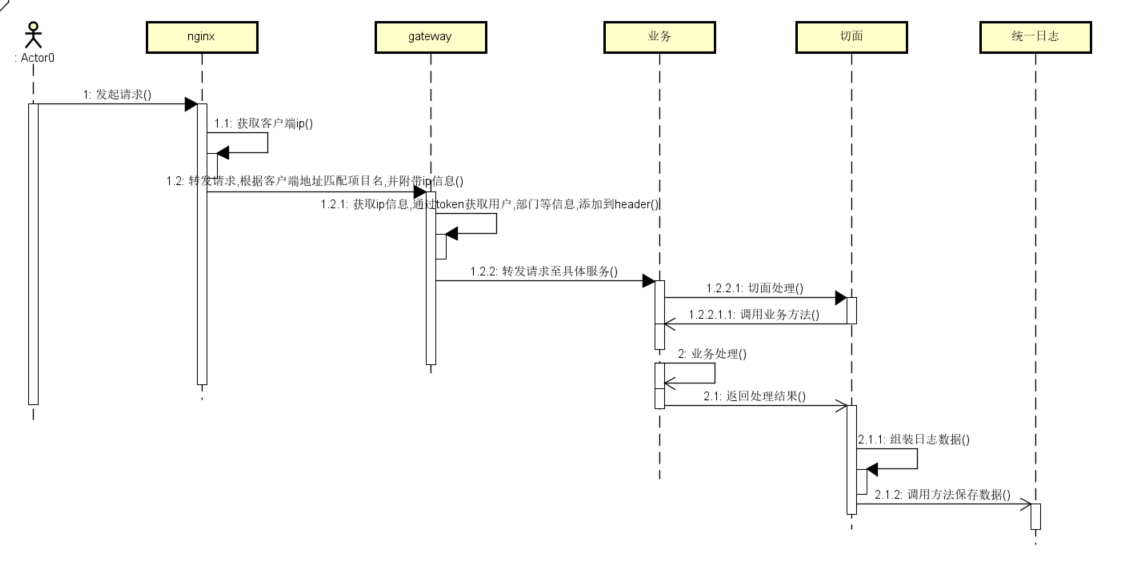 nginx
gateway
业务
切面
统一日志
: Actor0
1: 发起请求()
1.1: 获取客户端ip()
1.2: 转发请求,根据客户端地址匹配项目名,并附带ip信息()
1.2.1: 获取ip信息,通过token获取用户,部门等信息,添加到header()
1.2.2: 转发请求至具体服务()
1.2.2.1: 切面处理()
1.2.2.1.1: 调用业务方法()
2: 业务处理()
2.1: 返回处理结果()
2.1.1: 组装日志数据()
2.1.2: 调用方法保存数据()